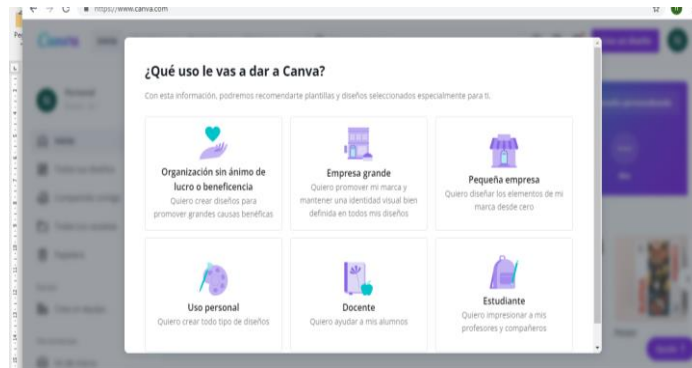 https://www.canva.com
Canva
¿Qué uso le vas a dar a Canva?
Con esta información, podremos recomendarte plantillas y diseños seleccionados especialmente para ti.
Organización sin ánimo de
lucro o beneficencia
Quiero crear diseños para
promover grandes causas benéficas
Empresa grande
Quiero promover mi marca y
mantener una identidad visual bien
definida en todos mis diseños
Pequeña empresa
Quiero diseñar los elementos de mi
marca desde cero
Uso personal
Quiero crear todo tipo de diseños
Docente
Quiero ayudar a mis alumnos
Estudiante
Quiero impresionar a mis
profesores y compañeros